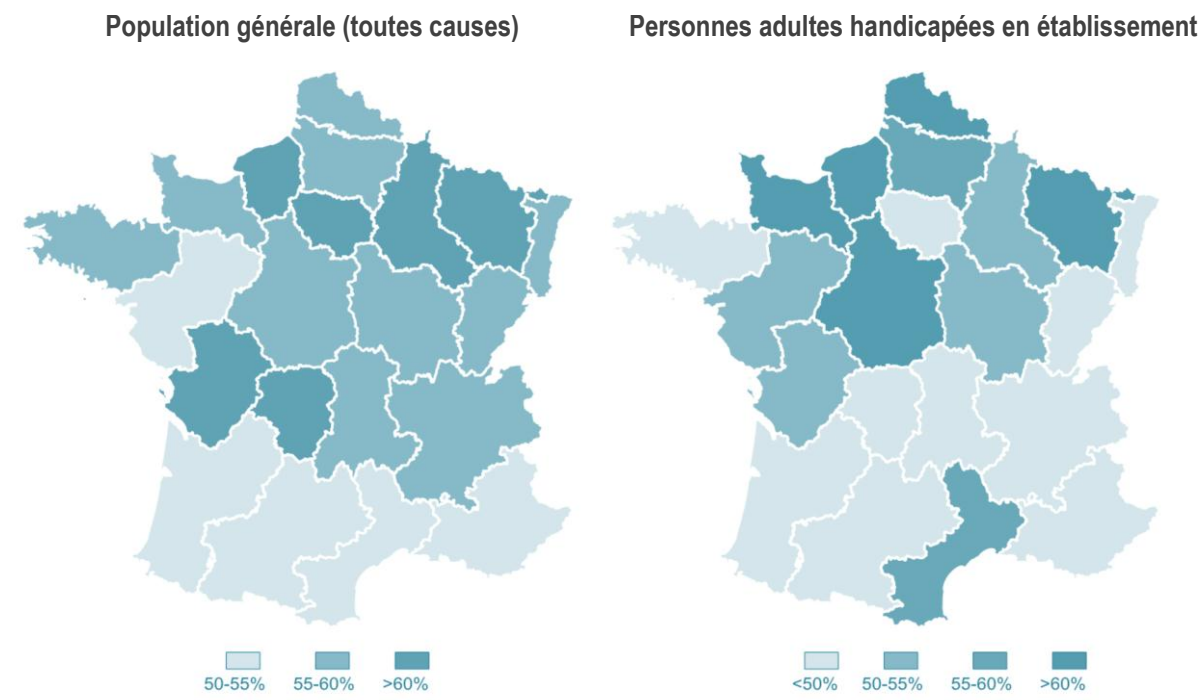 Population générale (toutes causes)
Personnes adultes handicapées en établissement
50-55% 55-60% >60%
<50% 50-55% 55-60% >60%